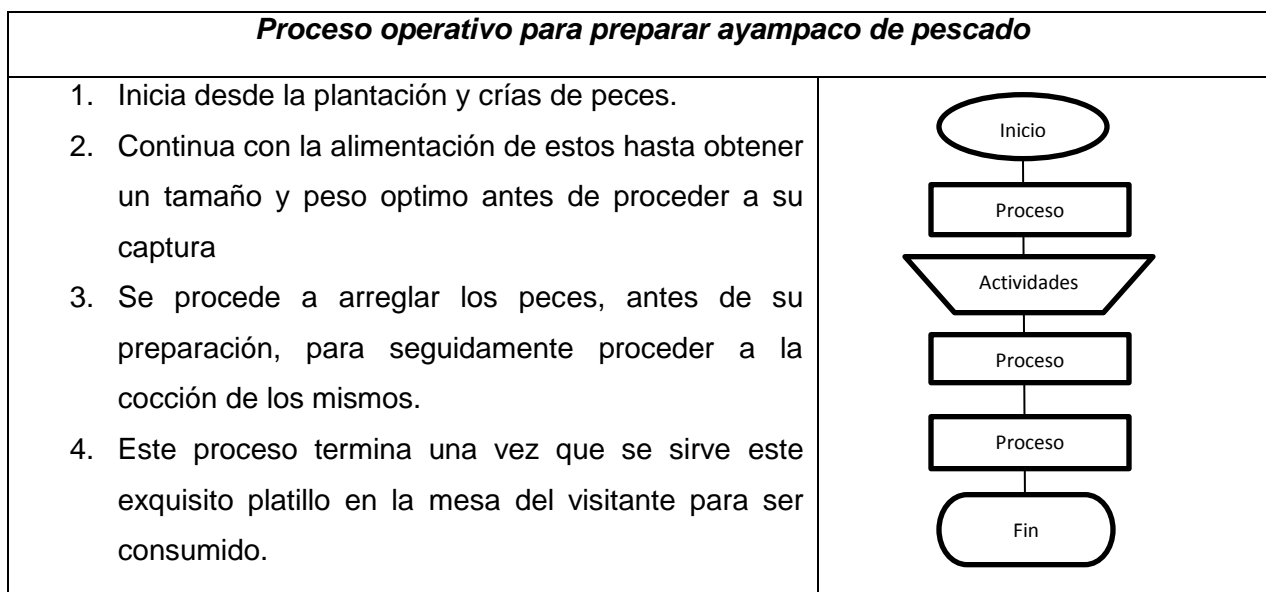 Proceso operativo para preparar ayampaco de pescado
1. Inicia desde la plantación y crías de peces.
2. Continua con la alimentación de estos hasta obtener
un tamaño y peso optimo antes de proceder a su
captura
3. Se procede a arreglar los peces, antes de su
preparación, para seguidamente proceder a la
cocción de los mismos.
4. Este proceso termina una vez que se sirve este
exquisito platillo en la mesa del visitante para ser
consumido.
Inicio
Proceso
Actividades
Proceso
Proceso
Fin